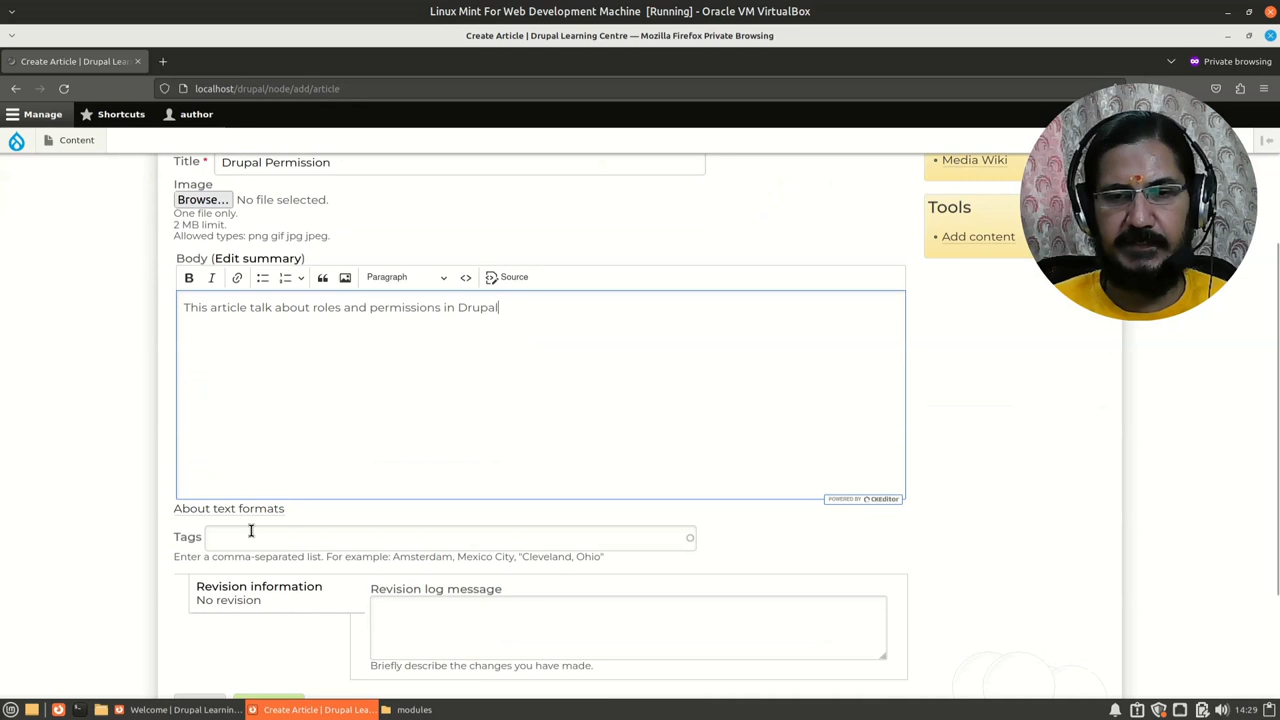 Linux Mint For Web Development Machine [Running] - Oracle VM VirtualBox
Create Article | Drupal Learning Centre — Mozilla Firefox Private Browsing
Create Article | Drupal Lear
Private browsing
localhost/drupal/node/add/article
Manage
Shortcuts
author
Content
Title * Drupal Permission
Image
Browse... No file selected.
One file only.
2 MB limit.
Allowed types: png gif jpg jpeg.
Body (Edit summary)
Paragraph
Source
This article talk about roles and permissions in Drupal
POWERED BY CKEditor
About text formats
Tags
Enter a comma-separated list. For example: Amsterdam, Mexico City, "Cleveland, Ohio"
Revision information
No revision
Revision log message
Briefly describe the changes you have made.
Media Wiki
Tools
Add content
Welcome | Drupal Learnin...
Create Article | Drupal Lea...
modules
14:29